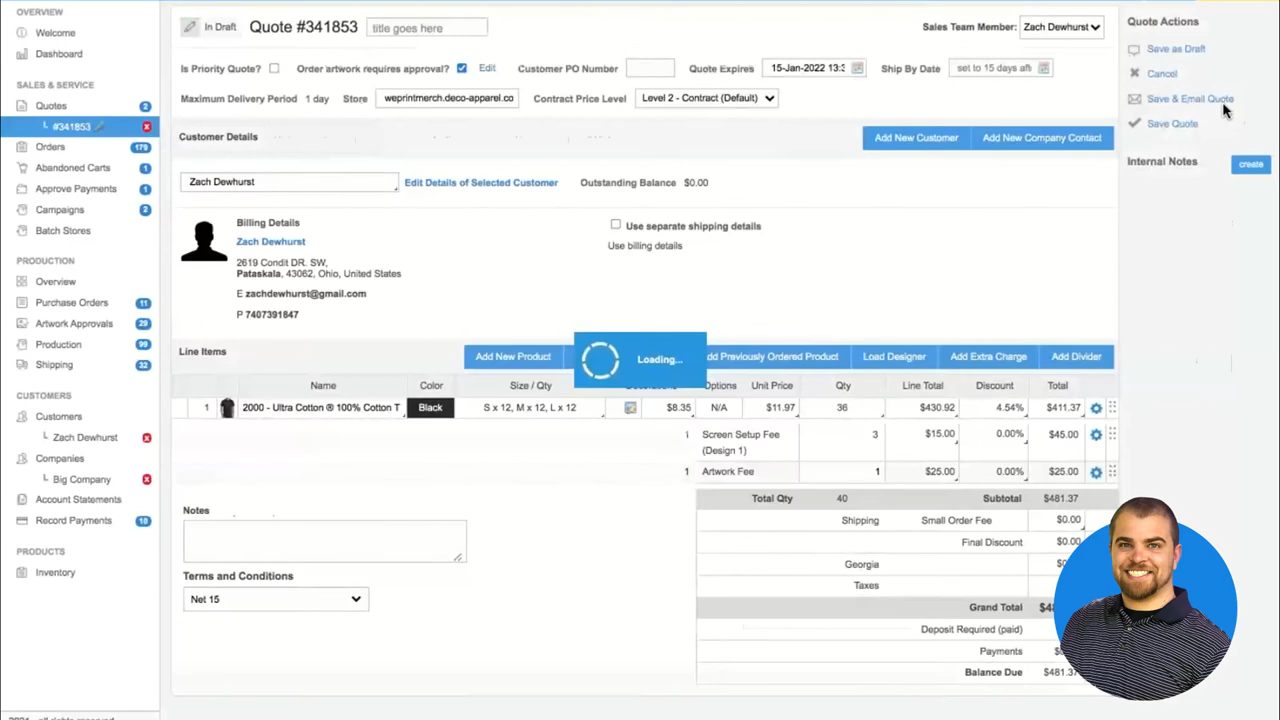 OVERVIEW
Welcome
Dashboard
SALES & SERVICE
Quotes 2
#341853
Orders 179
Abandoned Carts 1
Approve Payments 1
Campaigns 2
Batch Stores
PRODUCTION
Overview
Purchase Orders 11
Artwork Approvals 29
Production 99
Shipping 32
CUSTOMERS
Customers
Zach Dewhurst
Companies
Big Company
Account Statements
Record Payments 10
PRODUCTS
Inventory
In Draft Quote #341853 title goes here Sales Team Member: Zach Dewhurst
Is Priority Quote? Order artwork requires approval? Edit Customer PO Number Quote Expires 15-Jan-2022 13:3 Ship By Date set to 15 days aft
Maximum Delivery Period 1 day Store weprintmerch.deco-apparel.co Contract Price Level Level 2 - Contract (Default)
Customer Details Add New Customer Add New Company Contact
Zach Dewhurst Edit Details of Selected Customer Outstanding Balance $0.00
Billing Details
Zach Dewhurst
2619 Condit DR. SW,
Pataskala, 43062, Ohio, United States
E zachdewhurst@gmail.com
P 7407391847
Use separate shipping details
Use billing details
Line Items Add New Product Loading... dd Previously Ordered Product Load Designer Add Extra Charge Add Divider
Name Color Size / Qty Options Unit Price Qty Line Total Discount Total
1 2000 - Ultra Cotton ® 100% Cotton T Black S x 12, M x 12, L x 12 $8.35 N/A $11.97 36 $430.92 4.54% $411.37
1 Screen Setup Fee (Design 1) 3 $15.00 0.00% $45.00
1 Artwork Fee 1 $25.00 0.00% $25.00
Total Qty 40 Subtotal $481.37
Shipping Small Order Fee $0.00
Final Discount $0.00
Georgia
Taxes
Grand Total
Deposit Required (paid)
Payments
Balance Due $481.37
Notes
Terms and Conditions
Net 15
Quote Actions
Save as Draft
Cancel
Save & Email Quote
Save Quote
Internal Notes create